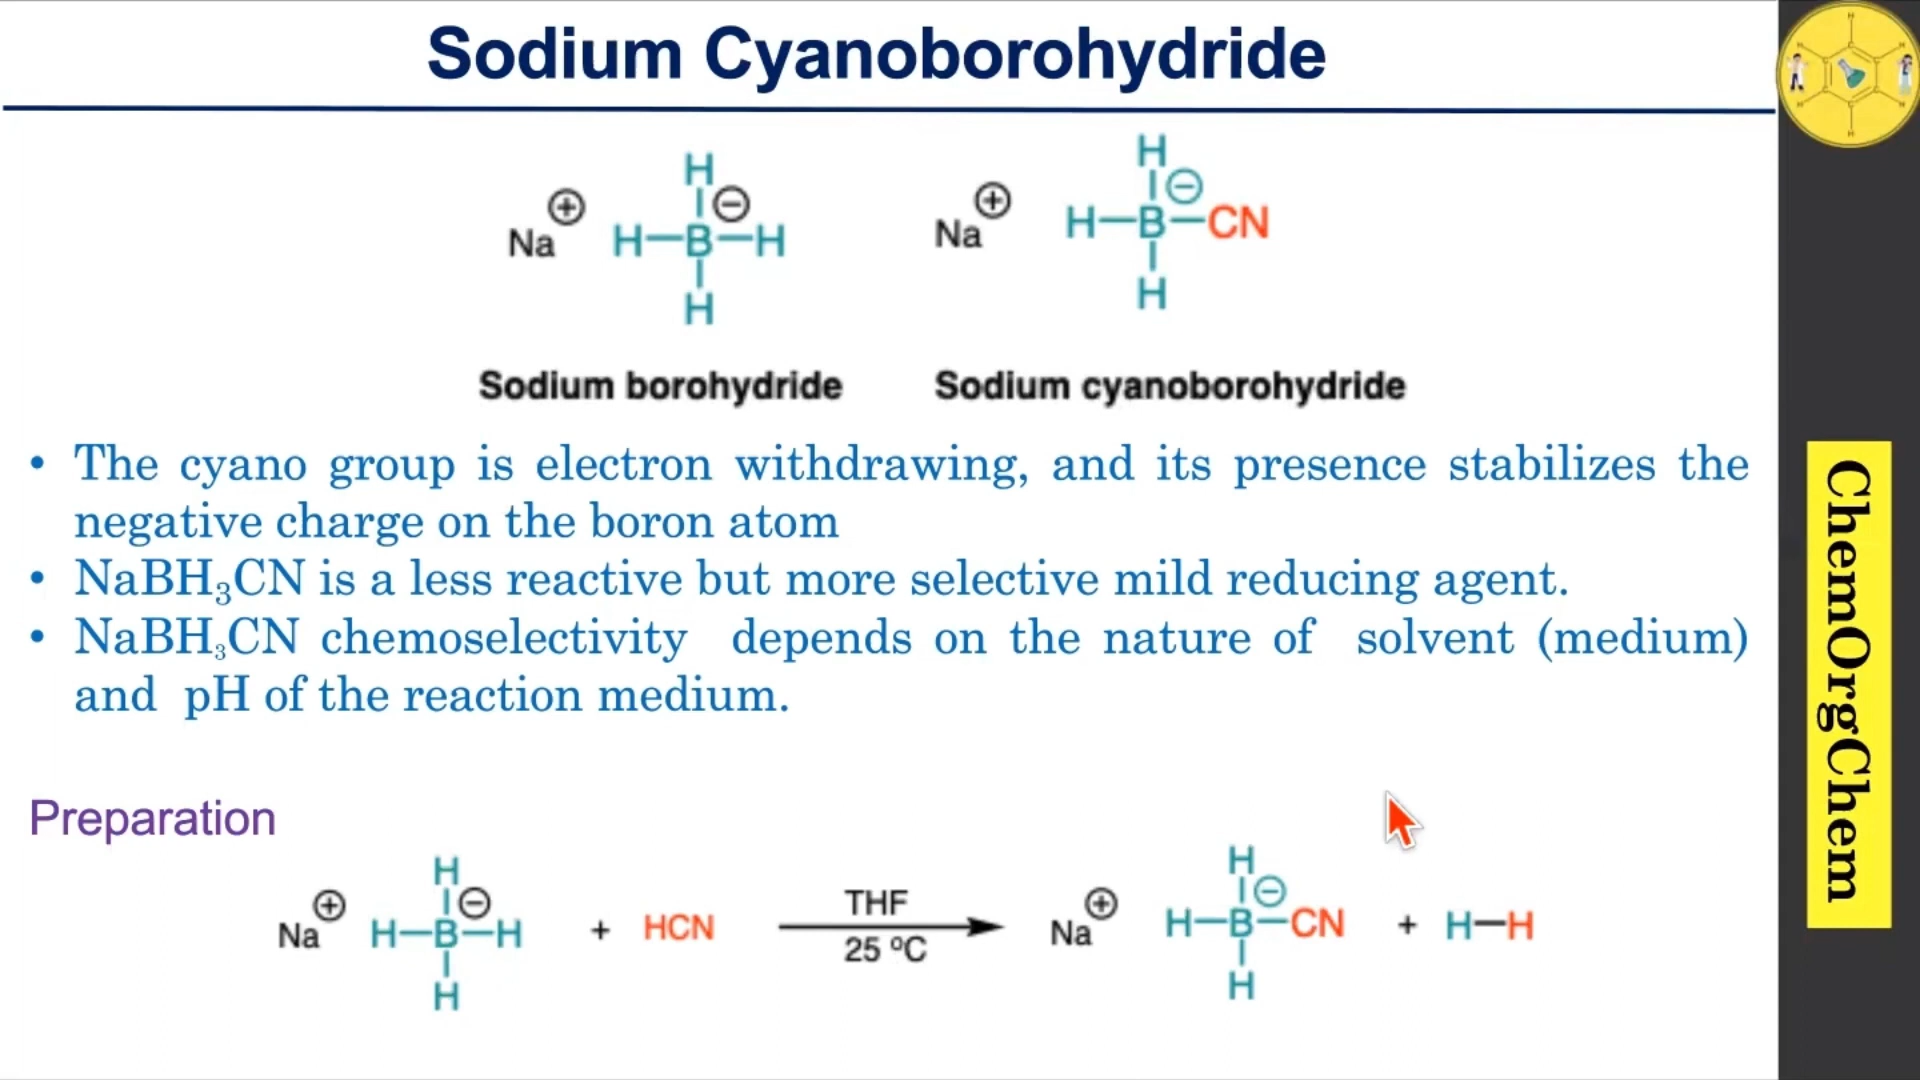 Sodium Cyanoborohydride
Na ⊕ H H–B⊖–H H
Na ⊕ H H–B⊖–CN H
Sodium borohydride Sodium cyanoborohydride
• The cyano group is electron withdrawing, and its presence stabilizes the
negative charge on the boron atom
• NaBH₃CN is a less reactive but more selective mild reducing agent.
• NaBH₃CN chemoselectivity depends on the nature of solvent (medium)
and pH of the reaction medium.
Preparation
Na ⊕ H H–B⊖–H H + HCN
THF
25 ºC
Na ⊕ H H–B⊖–CN H + H–H
ChemOrgChem